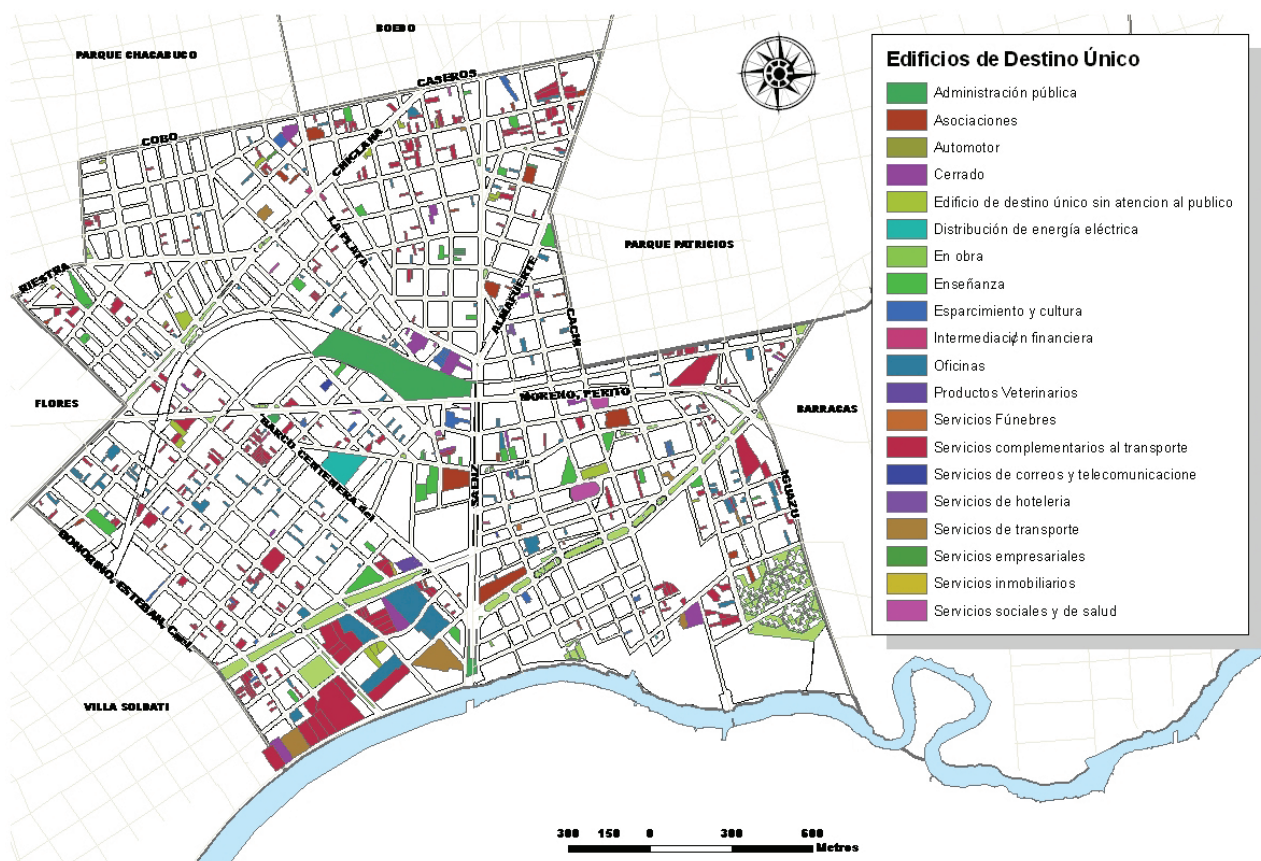 BOEDO
PARQUE CHACABUCO
CASEROS
COBO
CHICLANA
LA PLATA
PARQUE PATRICIOS
RIESTRA
ALMAFUERTE
CACHI
FLORES
MORENO, PERITO
BARRACAS
BARCO CENTENERA del
SAENZ
IGUAZU
BONORINO, ESTEBAN, Cnel.
VILLA SOLDATI
Edificios de Destino Único
Administración pública
Asociaciones
Automotor
Cerrado
Edificio de destino único sin atencion al publico
Distribución de energía eléctrica
En obra
Enseñanza
Esparcimiento y cultura
Intermediación financiera
Oficinas
Productos Veterinarios
Servicios Fúnebres
Servicios complementarios al transporte
Servicios de correos y telecomunicacione
Servicios de hoteleria
Servicios de transporte
Servicios empresariales
Servicios inmobiliarios
Servicios sociales y de salud
300 150 0 300 600
Metros